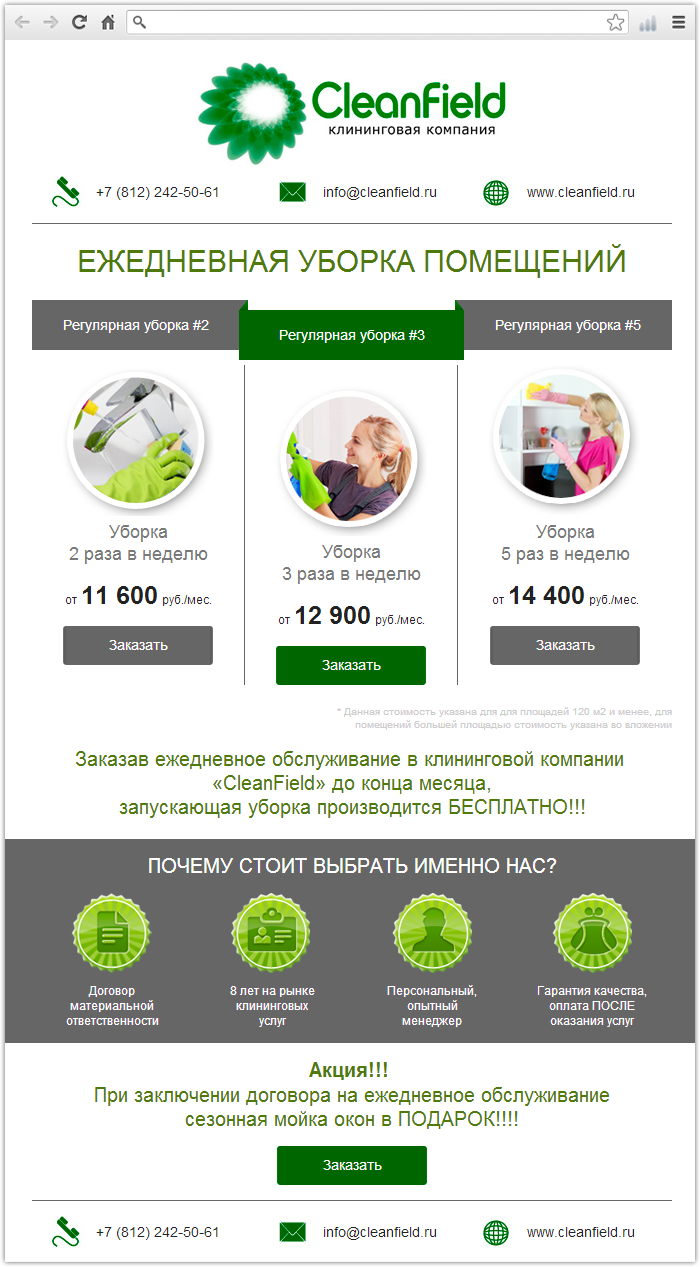 CleanField
клининговая компания
+7 (812) 242-50-61
info@cleanfield.ru
www.cleanfield.ru
ЕЖЕДНЕВНАЯ УБОРКА ПОМЕЩЕНИЙ
Регулярная уборка #2
Регулярная уборка #3
Регулярная уборка #5
Уборка
2 раза в неделю
от 11 600 руб./мес.
Заказать
Уборка
3 раза в неделю
от 12 900 руб./мес.
Заказать
Уборка
5 раз в неделю
от 14 400 руб./мес.
Заказать
* Данная стоимость указана для для площадей 120 м2 и менее, для
помещений большей площадью стоимость указана во вложении
Заказав ежедневное обслуживание в клининговой компании
«CleanField» до конца месяца,
запускающая уборка производится БЕСПЛАТНО!!!
ПОЧЕМУ СТОИТ ВЫБРАТЬ ИМЕННО НАС?
Договор
материальной
ответственности
8 лет на рынке
клининговых
услуг
Персональный,
опытный
менеджер
Гарантия качества,
оплата ПОСЛЕ
оказания услуг
Акция!!!
При заключении договора на ежедневное обслуживание
сезонная мойка окон в ПОДАРОК!!!!
Заказать
+7 (812) 242-50-61
info@cleanfield.ru
www.cleanfield.ru